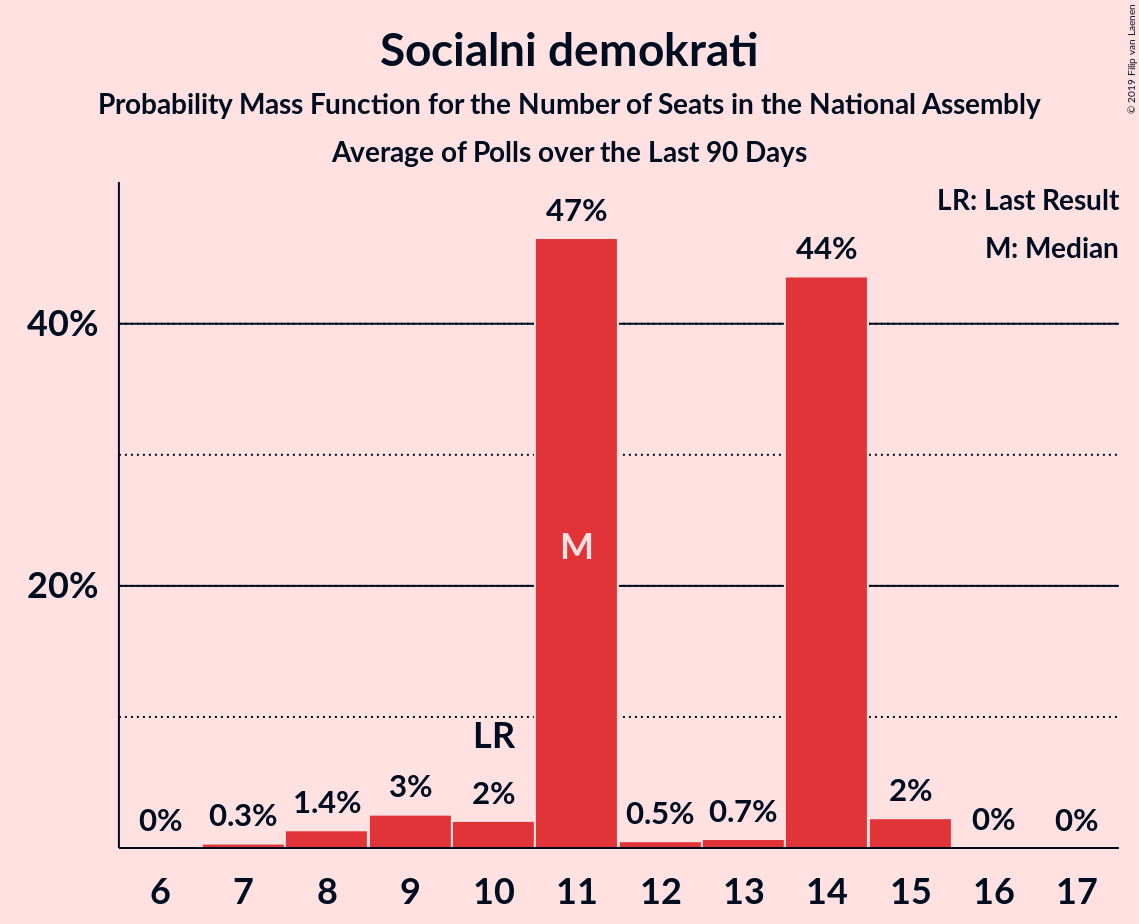 Socialni demokrati
Probability Mass Function for the Number of Seats in the National Assembly
Average of Polls over the Last 90 Days
© 2019 Filip van Laenen
LR: Last Result
M: Median
47%
44%
40%
M
20%
LR
0%
0.3%
1.4%
3%
2%
0.5%
0.7%
2%
0%
0%
6 7 8 9 10 11 12 13 14 15 16 17